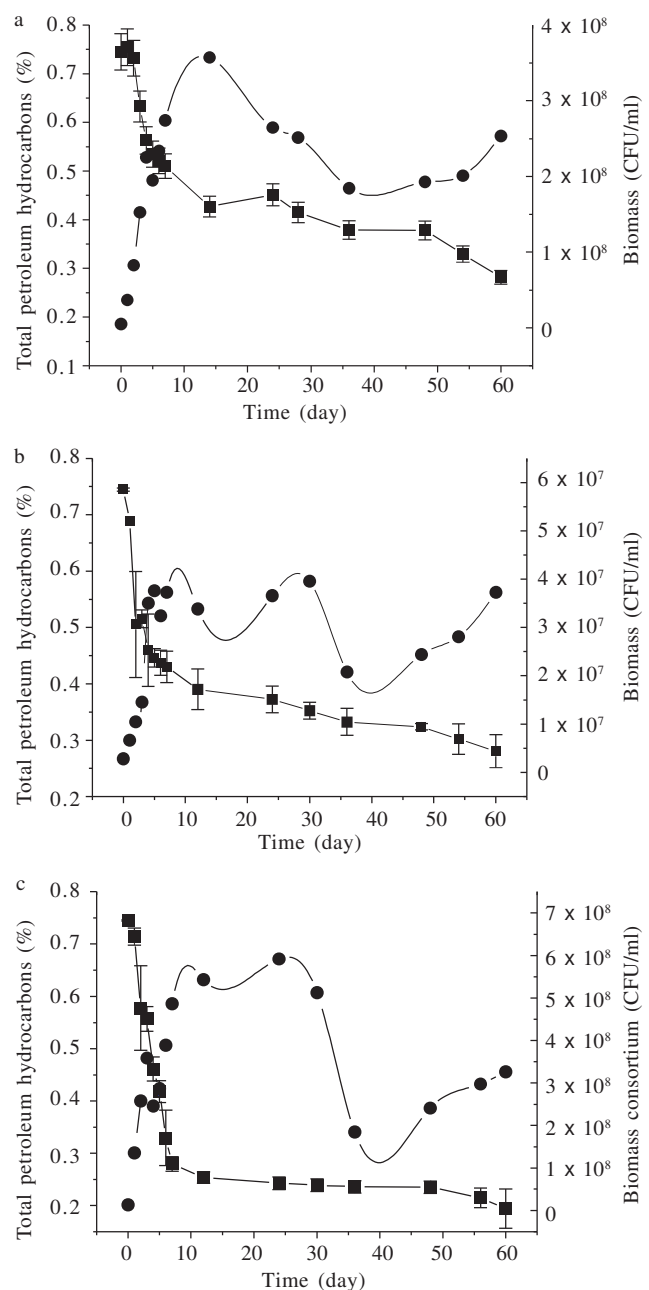 a
Total petroleum hydrocarbons (%)
0.8
0.7
0.6
0.5
0.4
0.3
0.2
0.1
4 x 10⁸
3 x 10⁸
2 x 10⁸
1 x 10⁸
0
Biomass (CFU/ml)
0 10 20 30 40 50 60
Time (day)
b
Total petroleum hydrocarbons (%)
0.8
0.7
0.6
0.5
0.4
0.3
0.2
6 x 10⁷
5 x 10⁷
4 x 10⁷
3 x 10⁷
2 x 10⁷
1 x 10⁷
0
Biomass (CFU/ml)
0 10 20 30 40 50 60
Time (day)
c
Total petroleum hydrocarbons (%)
0.8
0.7
0.6
0.5
0.4
0.3
0.2
7 x 10⁸
6 x 10⁸
5 x 10⁸
4 x 10⁸
3 x 10⁸
2 x 10⁸
1 x 10⁸
0
Biomass consortium (CFU/ml)
0 10 20 30 40 50 60
Time (day)